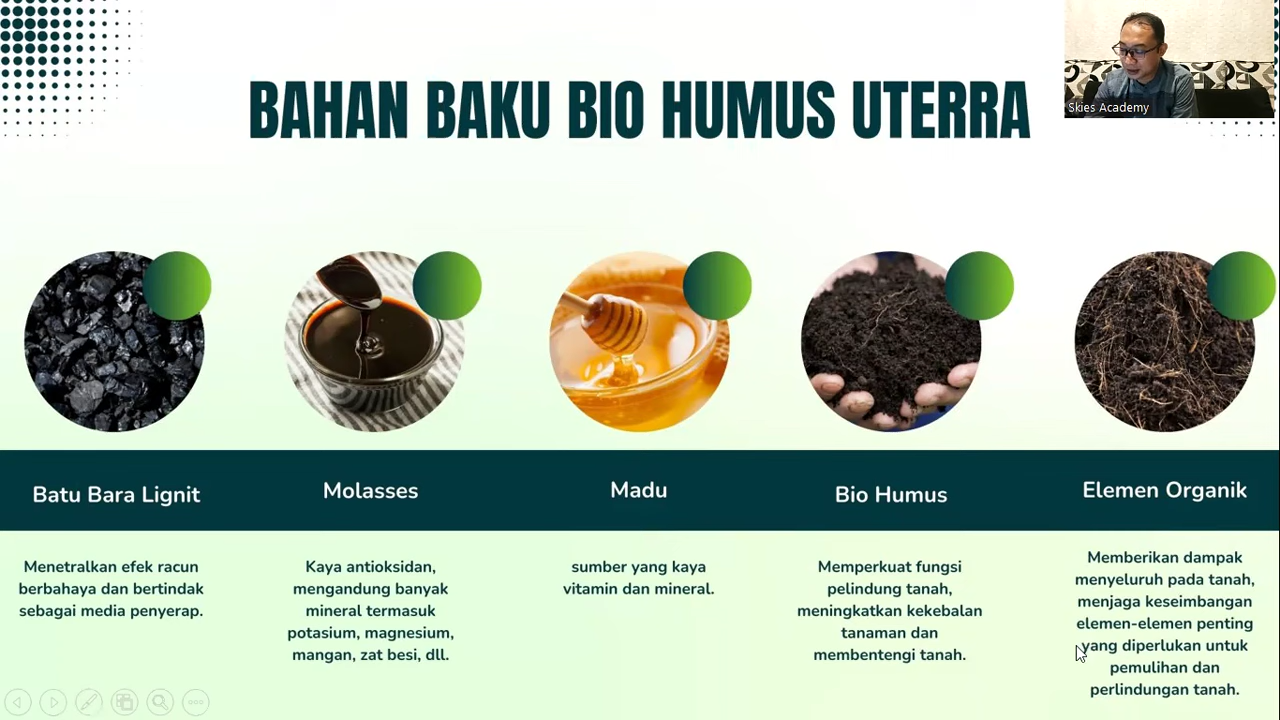 BAHAN BAKU BIO HUMUS UTERRA
Skies Academy
Batu Bara Lignit
Menetralkan efek racun
berbahaya dan bertindak
sebagai media penyerap.
Molasses
Kaya antioksidan,
mengandung banyak
mineral termasuk
potasium, magnesium,
mangan, zat besi, dll.
Madu
sumber yang kaya
vitamin dan mineral.
Bio Humus
Memperkuat fungsi
pelindung tanah,
meningkatkan kekebalan
tanaman dan
membentengi tanah.
Elemen Organik
Memberikan dampak
menyeluruh pada tanah,
menjaga keseimbangan
elemen-elemen penting
yang diperlukan untuk
pemulihan dan
perlindungan tanah.